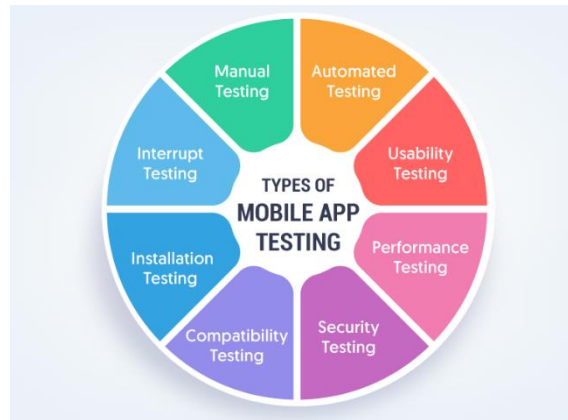 Manual
Testing
Automated
Testing
Usability
Testing
Performance
Testing
Security
Testing
Compatibility
Testing
Installation
Testing
Interrupt
Testing
TYPES OF
MOBILE APP
TESTING